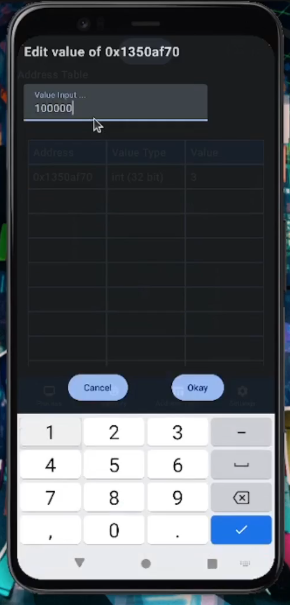 Edit value of 0x1350af70
Address Table
Value Input ...
100000
Address Value Type Value
0x1350af70 int (32 bit) 3
Cancel Okay
1 2 3 -
4 5 6
7 8 9
, 0 .